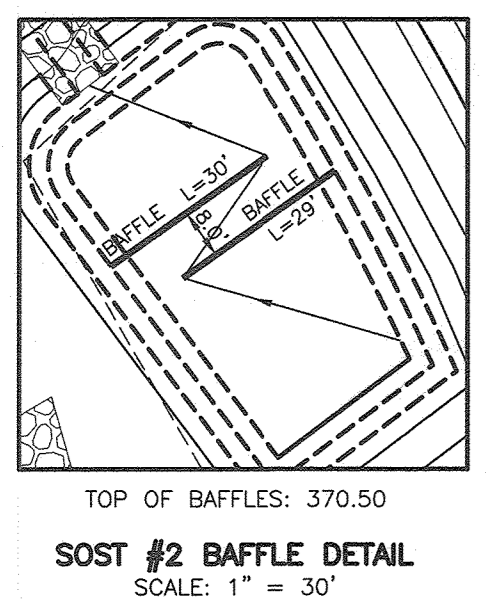 BAFFLE L=30'
8.0'
BAFFLE
L=29'
TOP OF BAFFLES: 370.50
SOST #2 BAFFLE DETAIL
SCALE: 1" = 30'